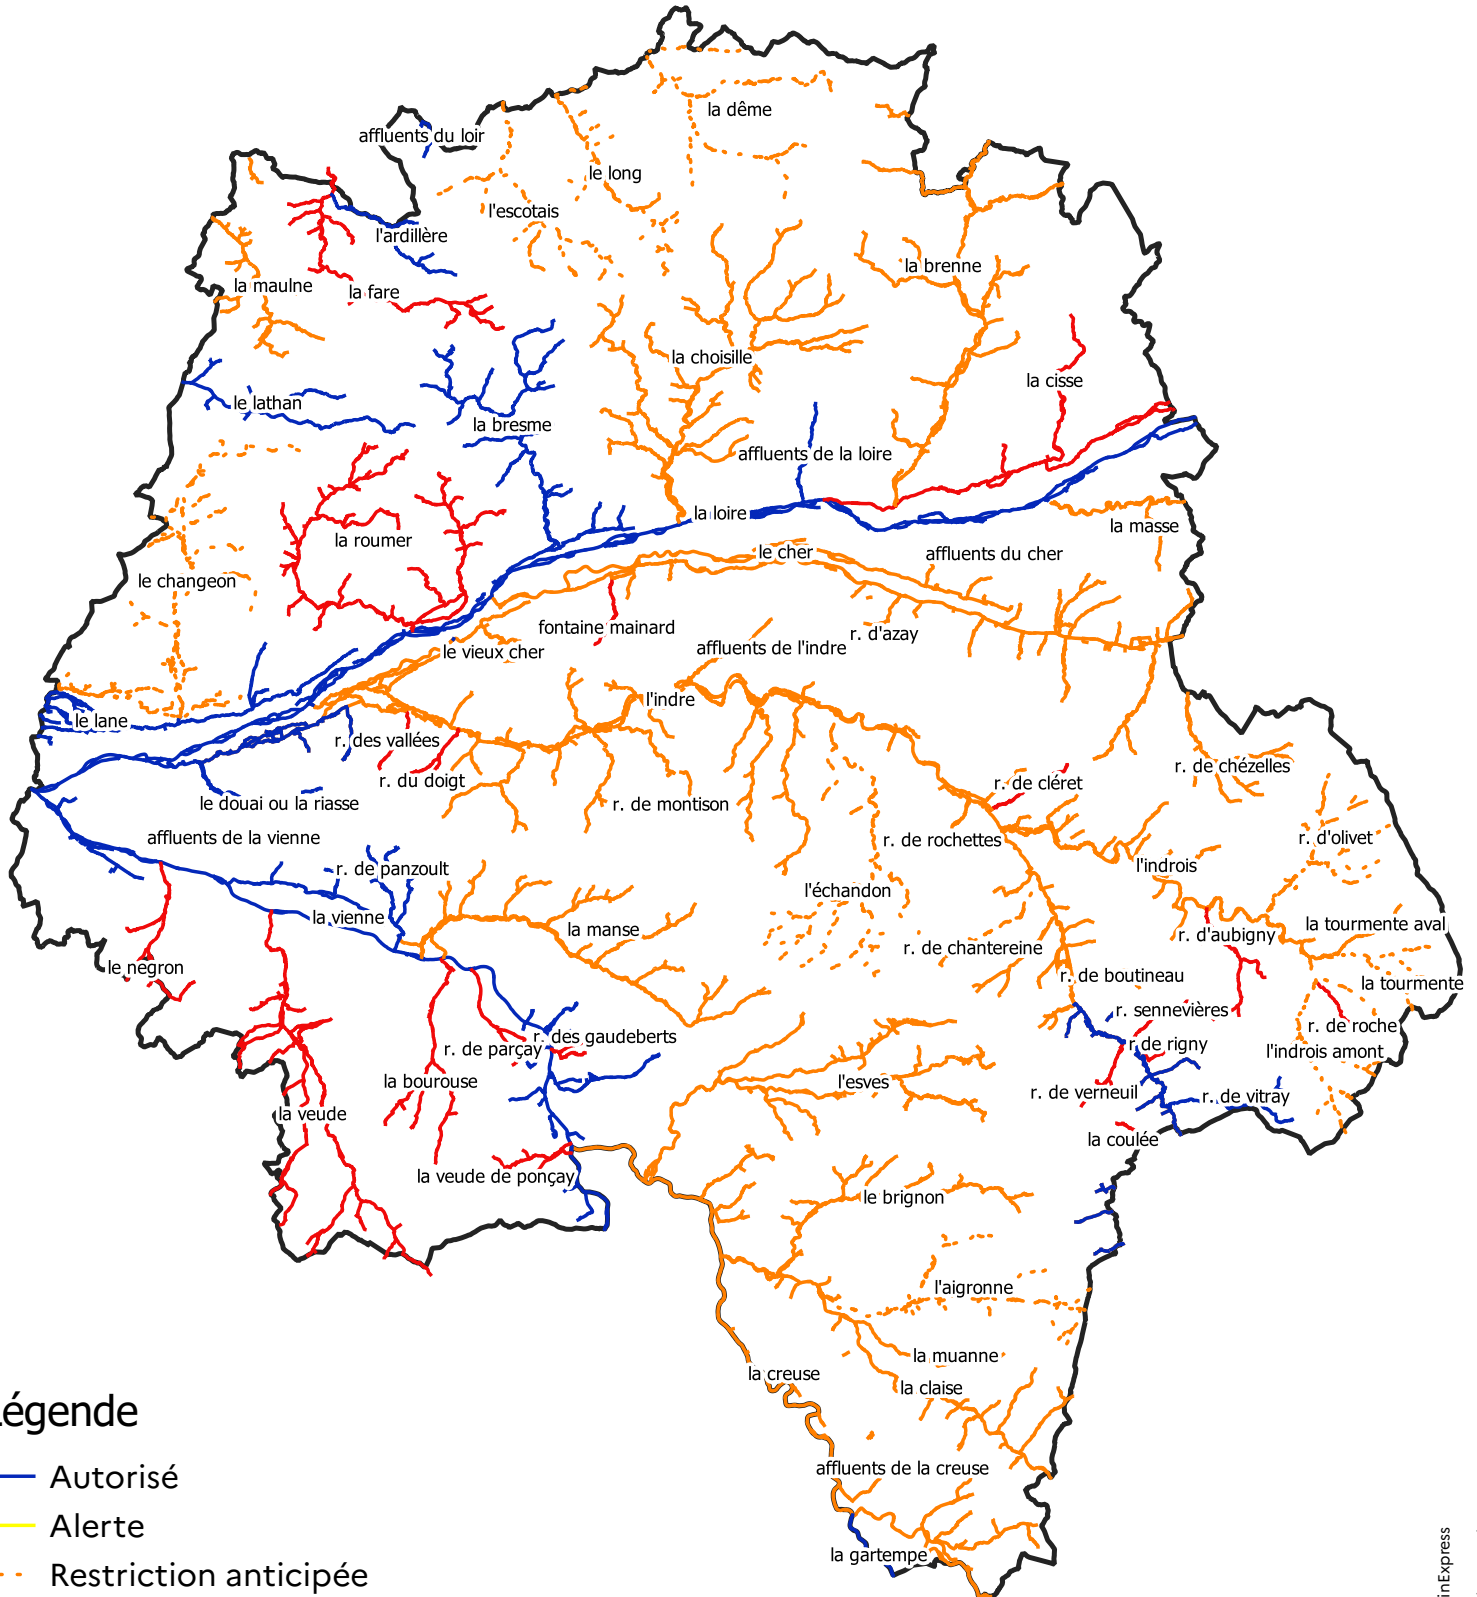 la dême
affluents du loir
le long
l'escotais
l'ardillère
la brenne
la maulne
la fare
la choisille
la cisse
le lathan
la bresme
affluents de la loire
la loire
la masse
la roumer
le cher
affluents du cher
le changeon
fontaine mainard
r. d'azay
affluents de l'indre
le vieux cher
l'indre
le lane
r. des vallées
r. de chézelles
r. du doigt
r. de cléret
le douai ou la riasse
r. de montison
affluents de la vienne
r. de rochettes
r. d'olivet
r. de panzoult
l'indrois
l'échandon
la vienne
la tourmente aval
la manse
r. d'aubigny
r. de chantereine
le négron
r. de boutineau
la tourmente
r. sennevières
r. de roche
r. des gaudeberts
r. de rigny
r. de parçay
l'indrois amont
la bourouse
l'esves
r. de verneuil
r. de vitray
la veude
la coulée
la veude de ponçay
le brignon
l'aigronne
la muanne
la creuse
la claise
affluents de la creuse
la gartempe
Légende
Autorisé
Alerte
Restriction anticipée
inExpress